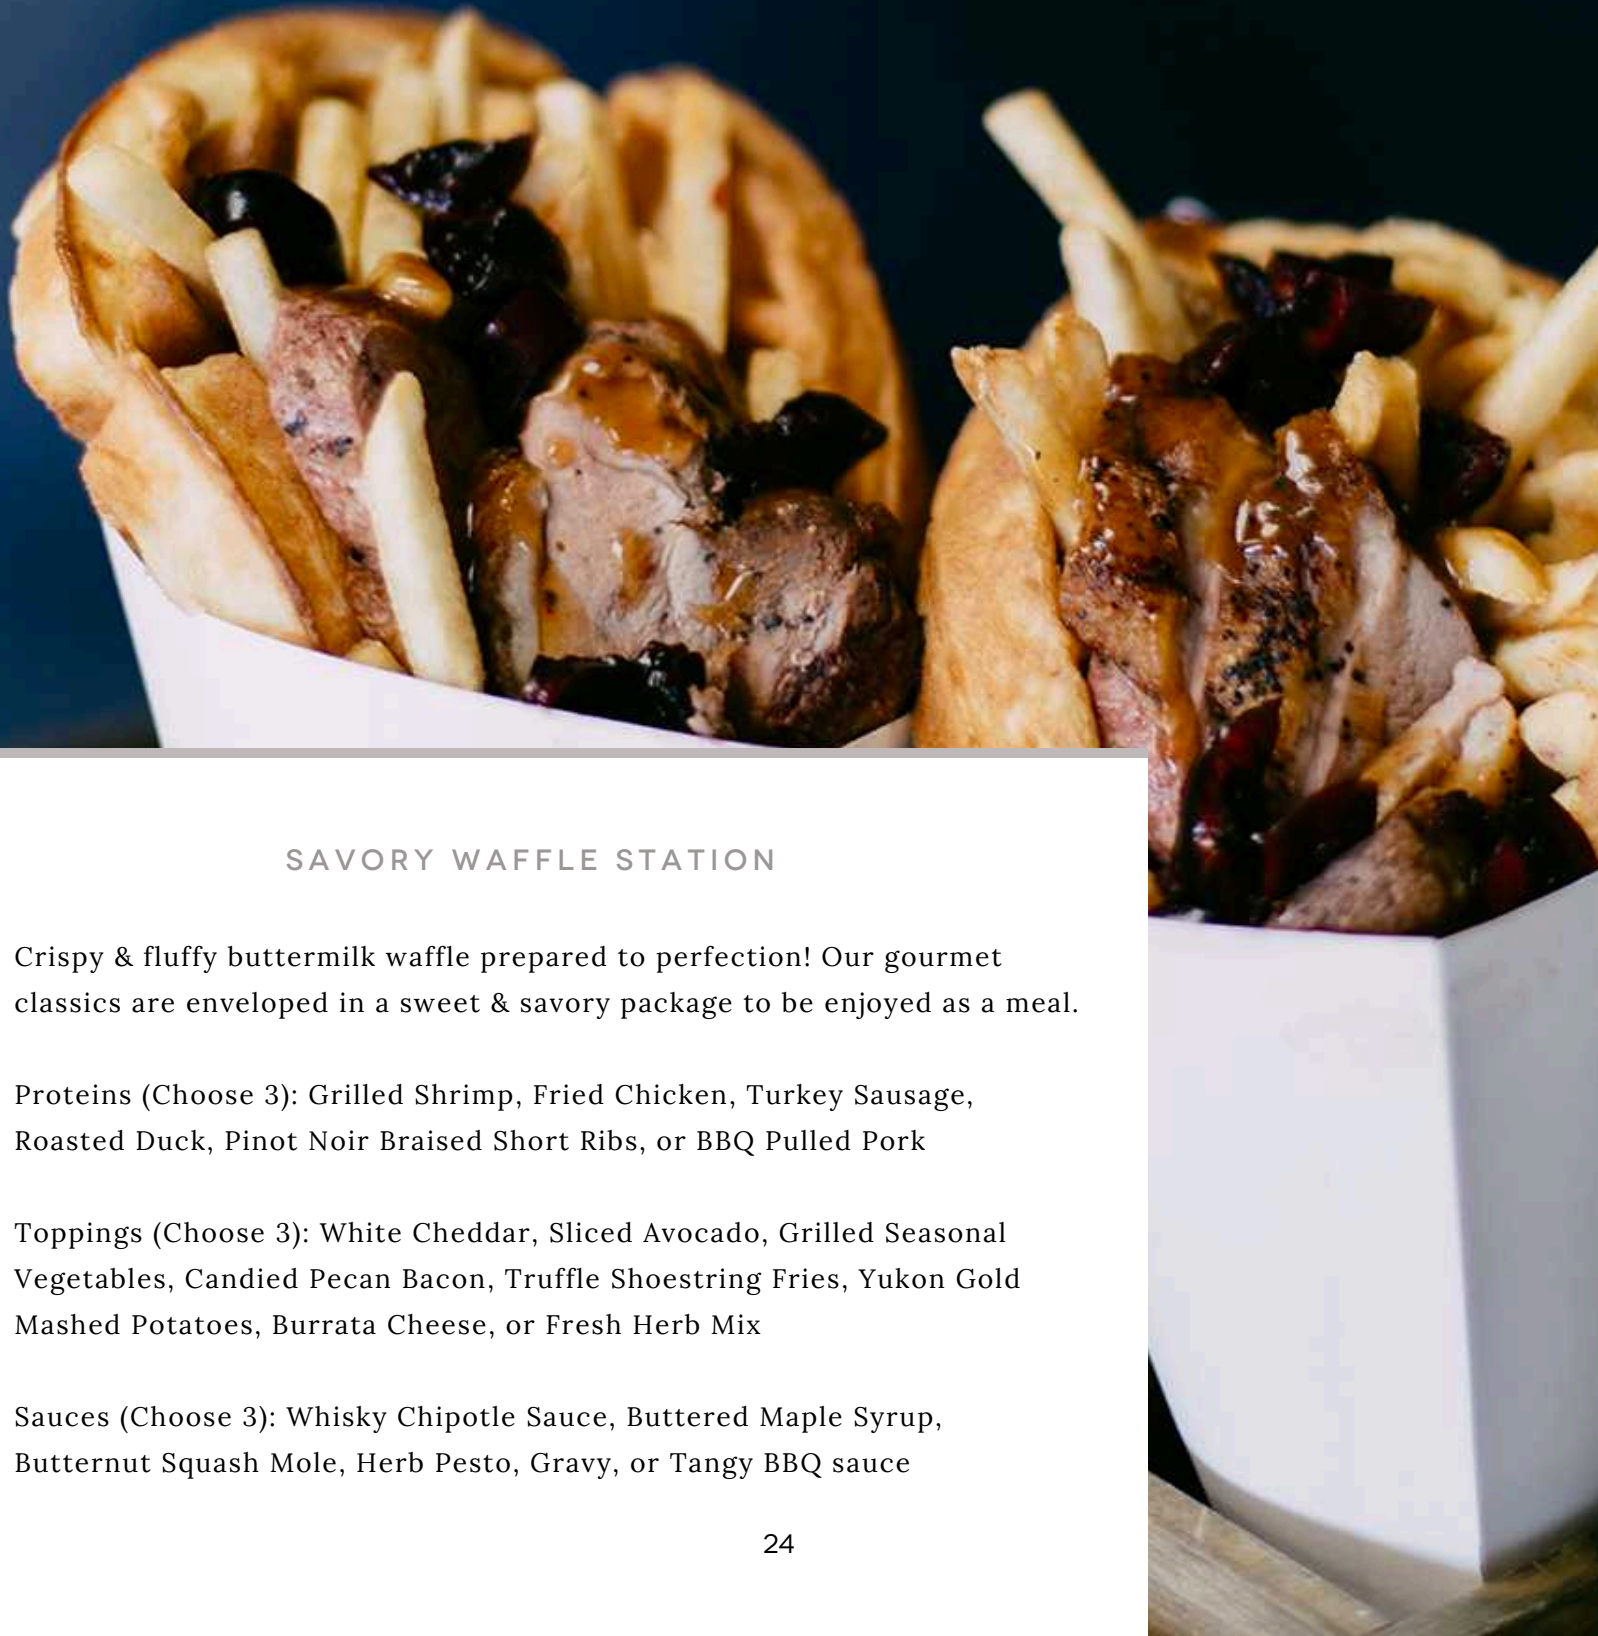 SAVORY WAFFLE STATION
Crispy & fluffy buttermilk waffle prepared to perfection! Our gourmet
classics are enveloped in a sweet & savory package to be enjoyed as a meal.
Proteins (Choose 3): Grilled Shrimp, Fried Chicken, Turkey Sausage,
Roasted Duck, Pinot Noir Braised Short Ribs, or BBQ Pulled Pork
Toppings (Choose 3): White Cheddar, Sliced Avocado, Grilled Seasonal
Vegetables, Candied Pecan Bacon, Truffle Shoestring Fries, Yukon Gold
Mashed Potatoes, Burrata Cheese, or Fresh Herb Mix
Sauces (Choose 3): Whisky Chipotle Sauce, Buttered Maple Syrup,
Butternut Squash Mole, Herb Pesto, Gravy, or Tangy BBQ sauce
24